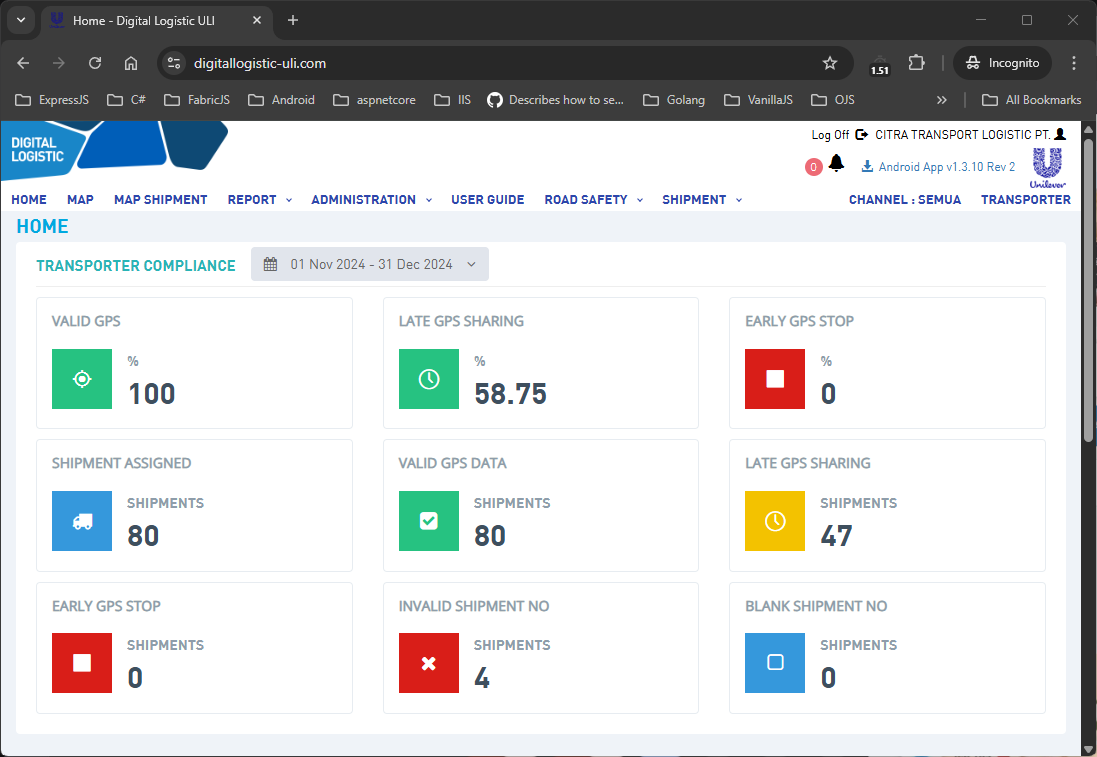 Home - Digital Logistic ULI
digitallogistic-uli.com
1.51
Incognito
ExpressJS C# FabricJS Android aspnetcore IIS Describes how to se... Golang VanillaJS OJS » All Bookmarks
DIGITAL
LOGISTIC
Log Off CITRA TRANSPORT LOGISTIC PT.
0 Android App v1.3.10 Rev 2
Unilever
HOME MAP MAP SHIPMENT REPORT ADMINISTRATION USER GUIDE ROAD SAFETY SHIPMENT CHANNEL : SEMUA TRANSPORTER
HOME
TRANSPORTER COMPLIANCE 01 Nov 2024 - 31 Dec 2024
VALID GPS
%
100
LATE GPS SHARING
%
58.75
EARLY GPS STOP
%
0
SHIPMENT ASSIGNED
SHIPMENTS
80
VALID GPS DATA
SHIPMENTS
80
LATE GPS SHARING
SHIPMENTS
47
EARLY GPS STOP
SHIPMENTS
0
INVALID SHIPMENT NO
SHIPMENTS
4
BLANK SHIPMENT NO
SHIPMENTS
0